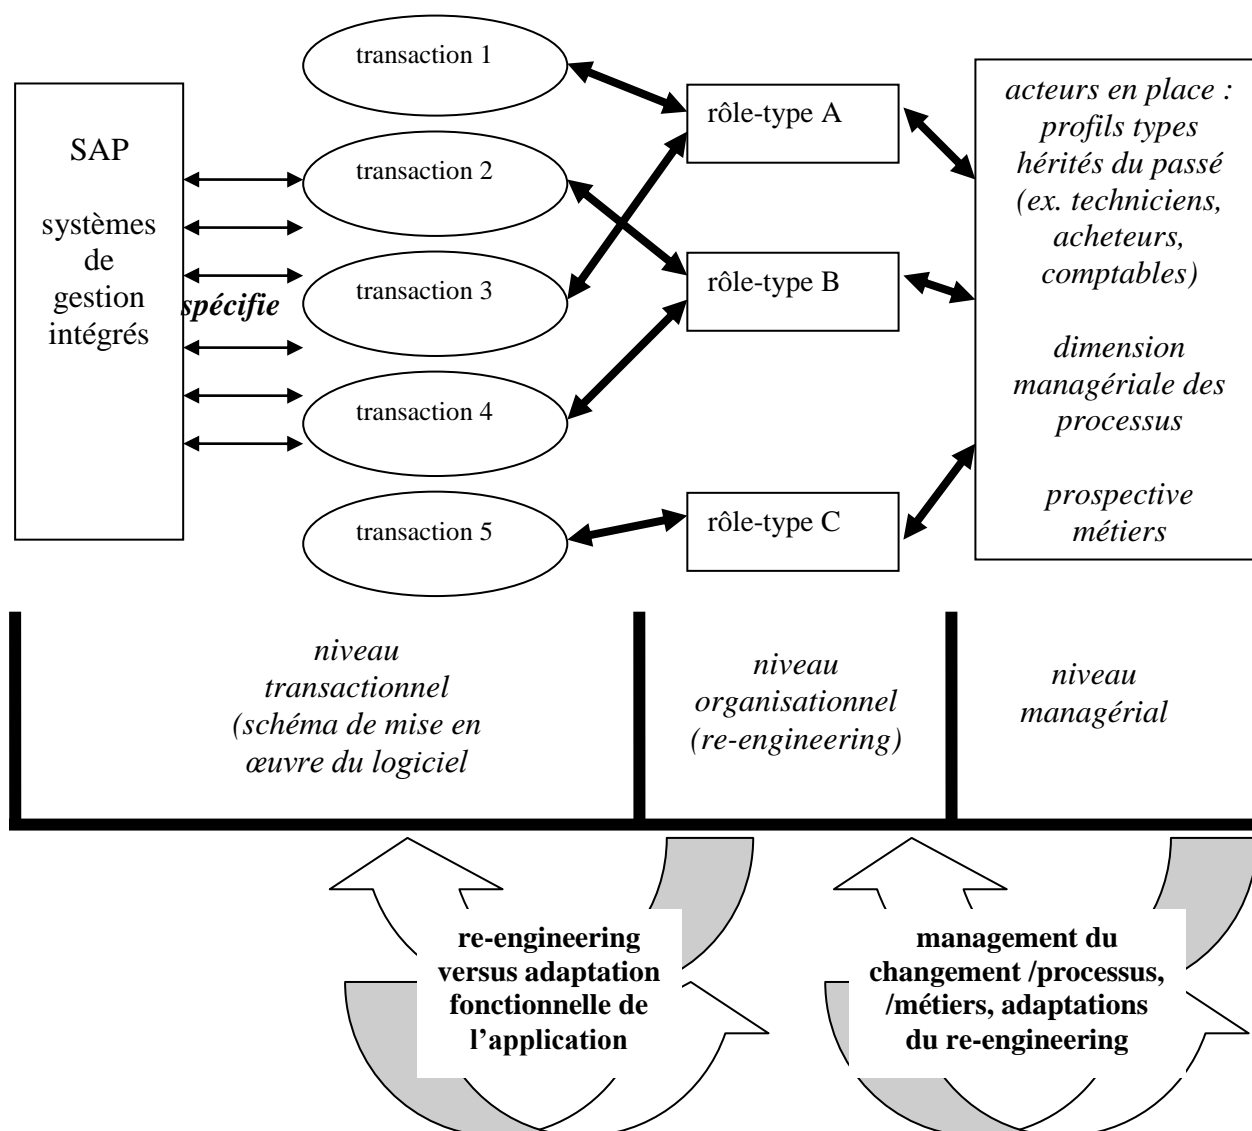 SAP
systèmes
de
gestion
intégrés
spécifie
transaction 1
transaction 2
transaction 3
transaction 4
transaction 5
rôle-type A
rôle-type B
rôle-type C
acteurs en place :
profils types
hérités du passé
(ex. techniciens,
acheteurs,
comptables)
dimension
managériale des
processus
prospective
métiers
niveau
transactionnel
(schéma de mise en
œuvre du logiciel
niveau
organisationnel
(re-engineering)
niveau
managérial
re-engineering
versus adaptation
fonctionnelle de
l’application
management du
changement /processus,
/métiers, adaptations
du re-engineering